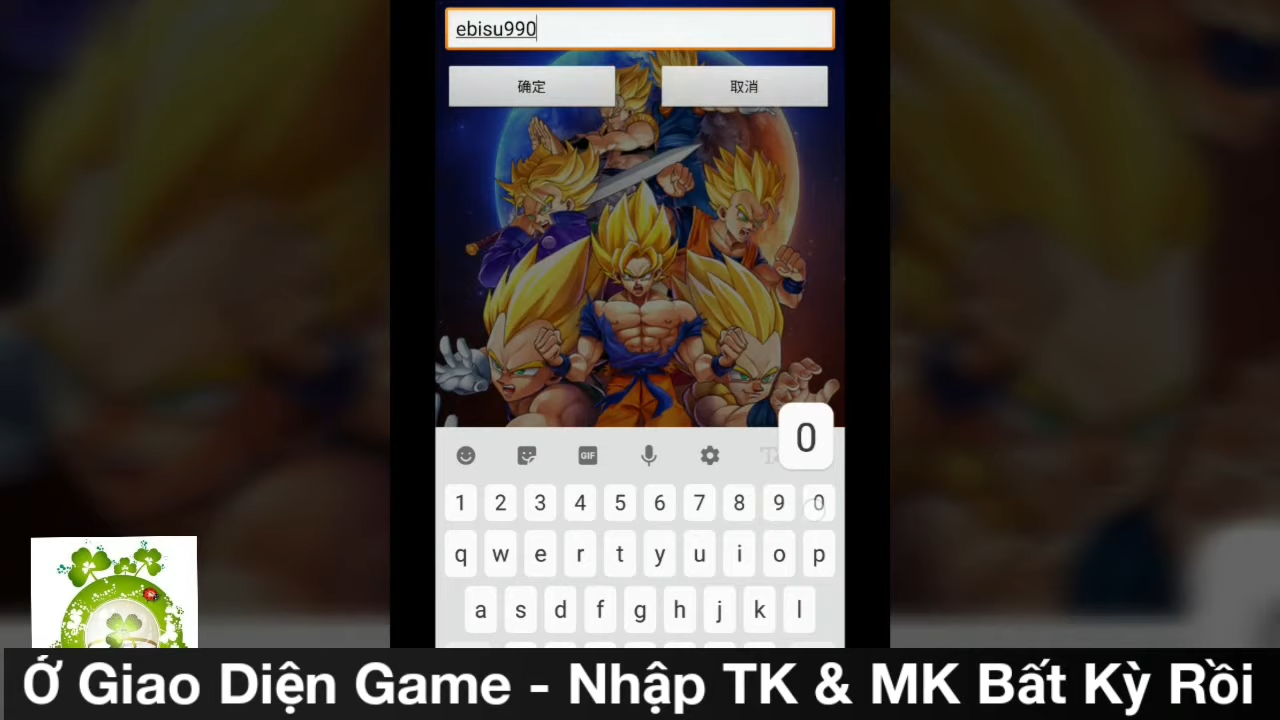 ebisu990
确定
取消
0
GIF
1 2 3 4 5 6 7 8 9 0
q w e r t y u i o p
a s d f g h j k l
Ở Giao Diện Game - Nhập TK & MK Bất Kỳ Rồi